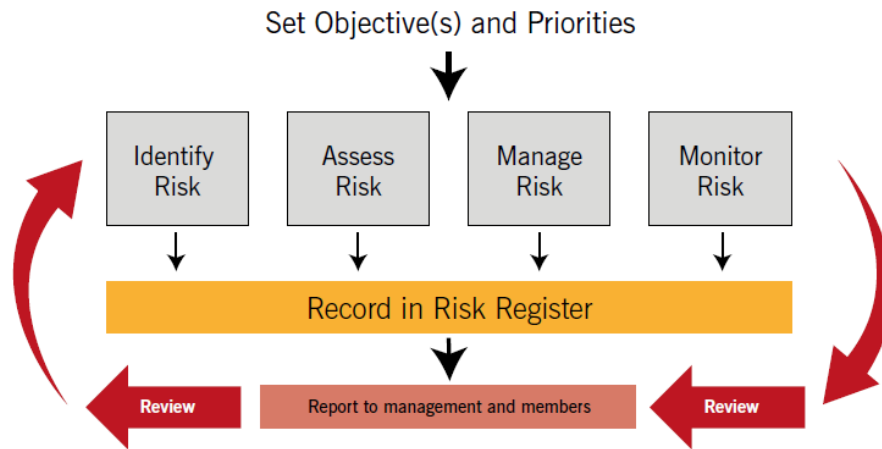 Set Objective(s) and Priorities
Identify
Risk
Assess
Risk
Manage
Risk
Monitor
Risk
Record in Risk Register
Review
Report to management and members
Review